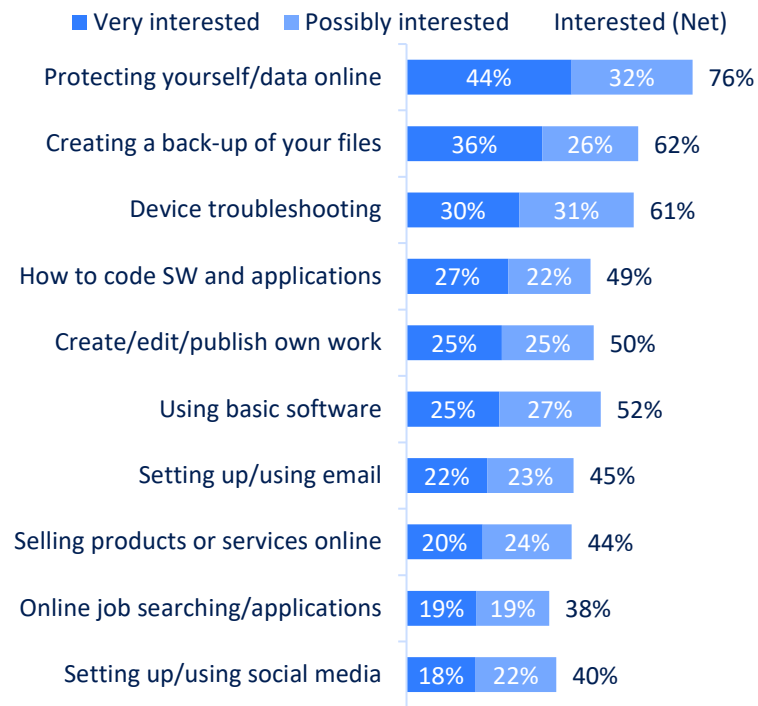 Very interested Possibly interested Interested (Net)
Protecting yourself/data online 44% 32% 76%
Creating a back-up of your files 36% 26% 62%
Device troubleshooting 30% 31% 61%
How to code SW and applications 27% 22% 49%
Create/edit/publish own work 25% 25% 50%
Using basic software 25% 27% 52%
Setting up/using email 22% 23% 45%
Selling products or services online 20% 24% 44%
Online job searching/applications 19% 19% 38%
Setting up/using social media 18% 22% 40%